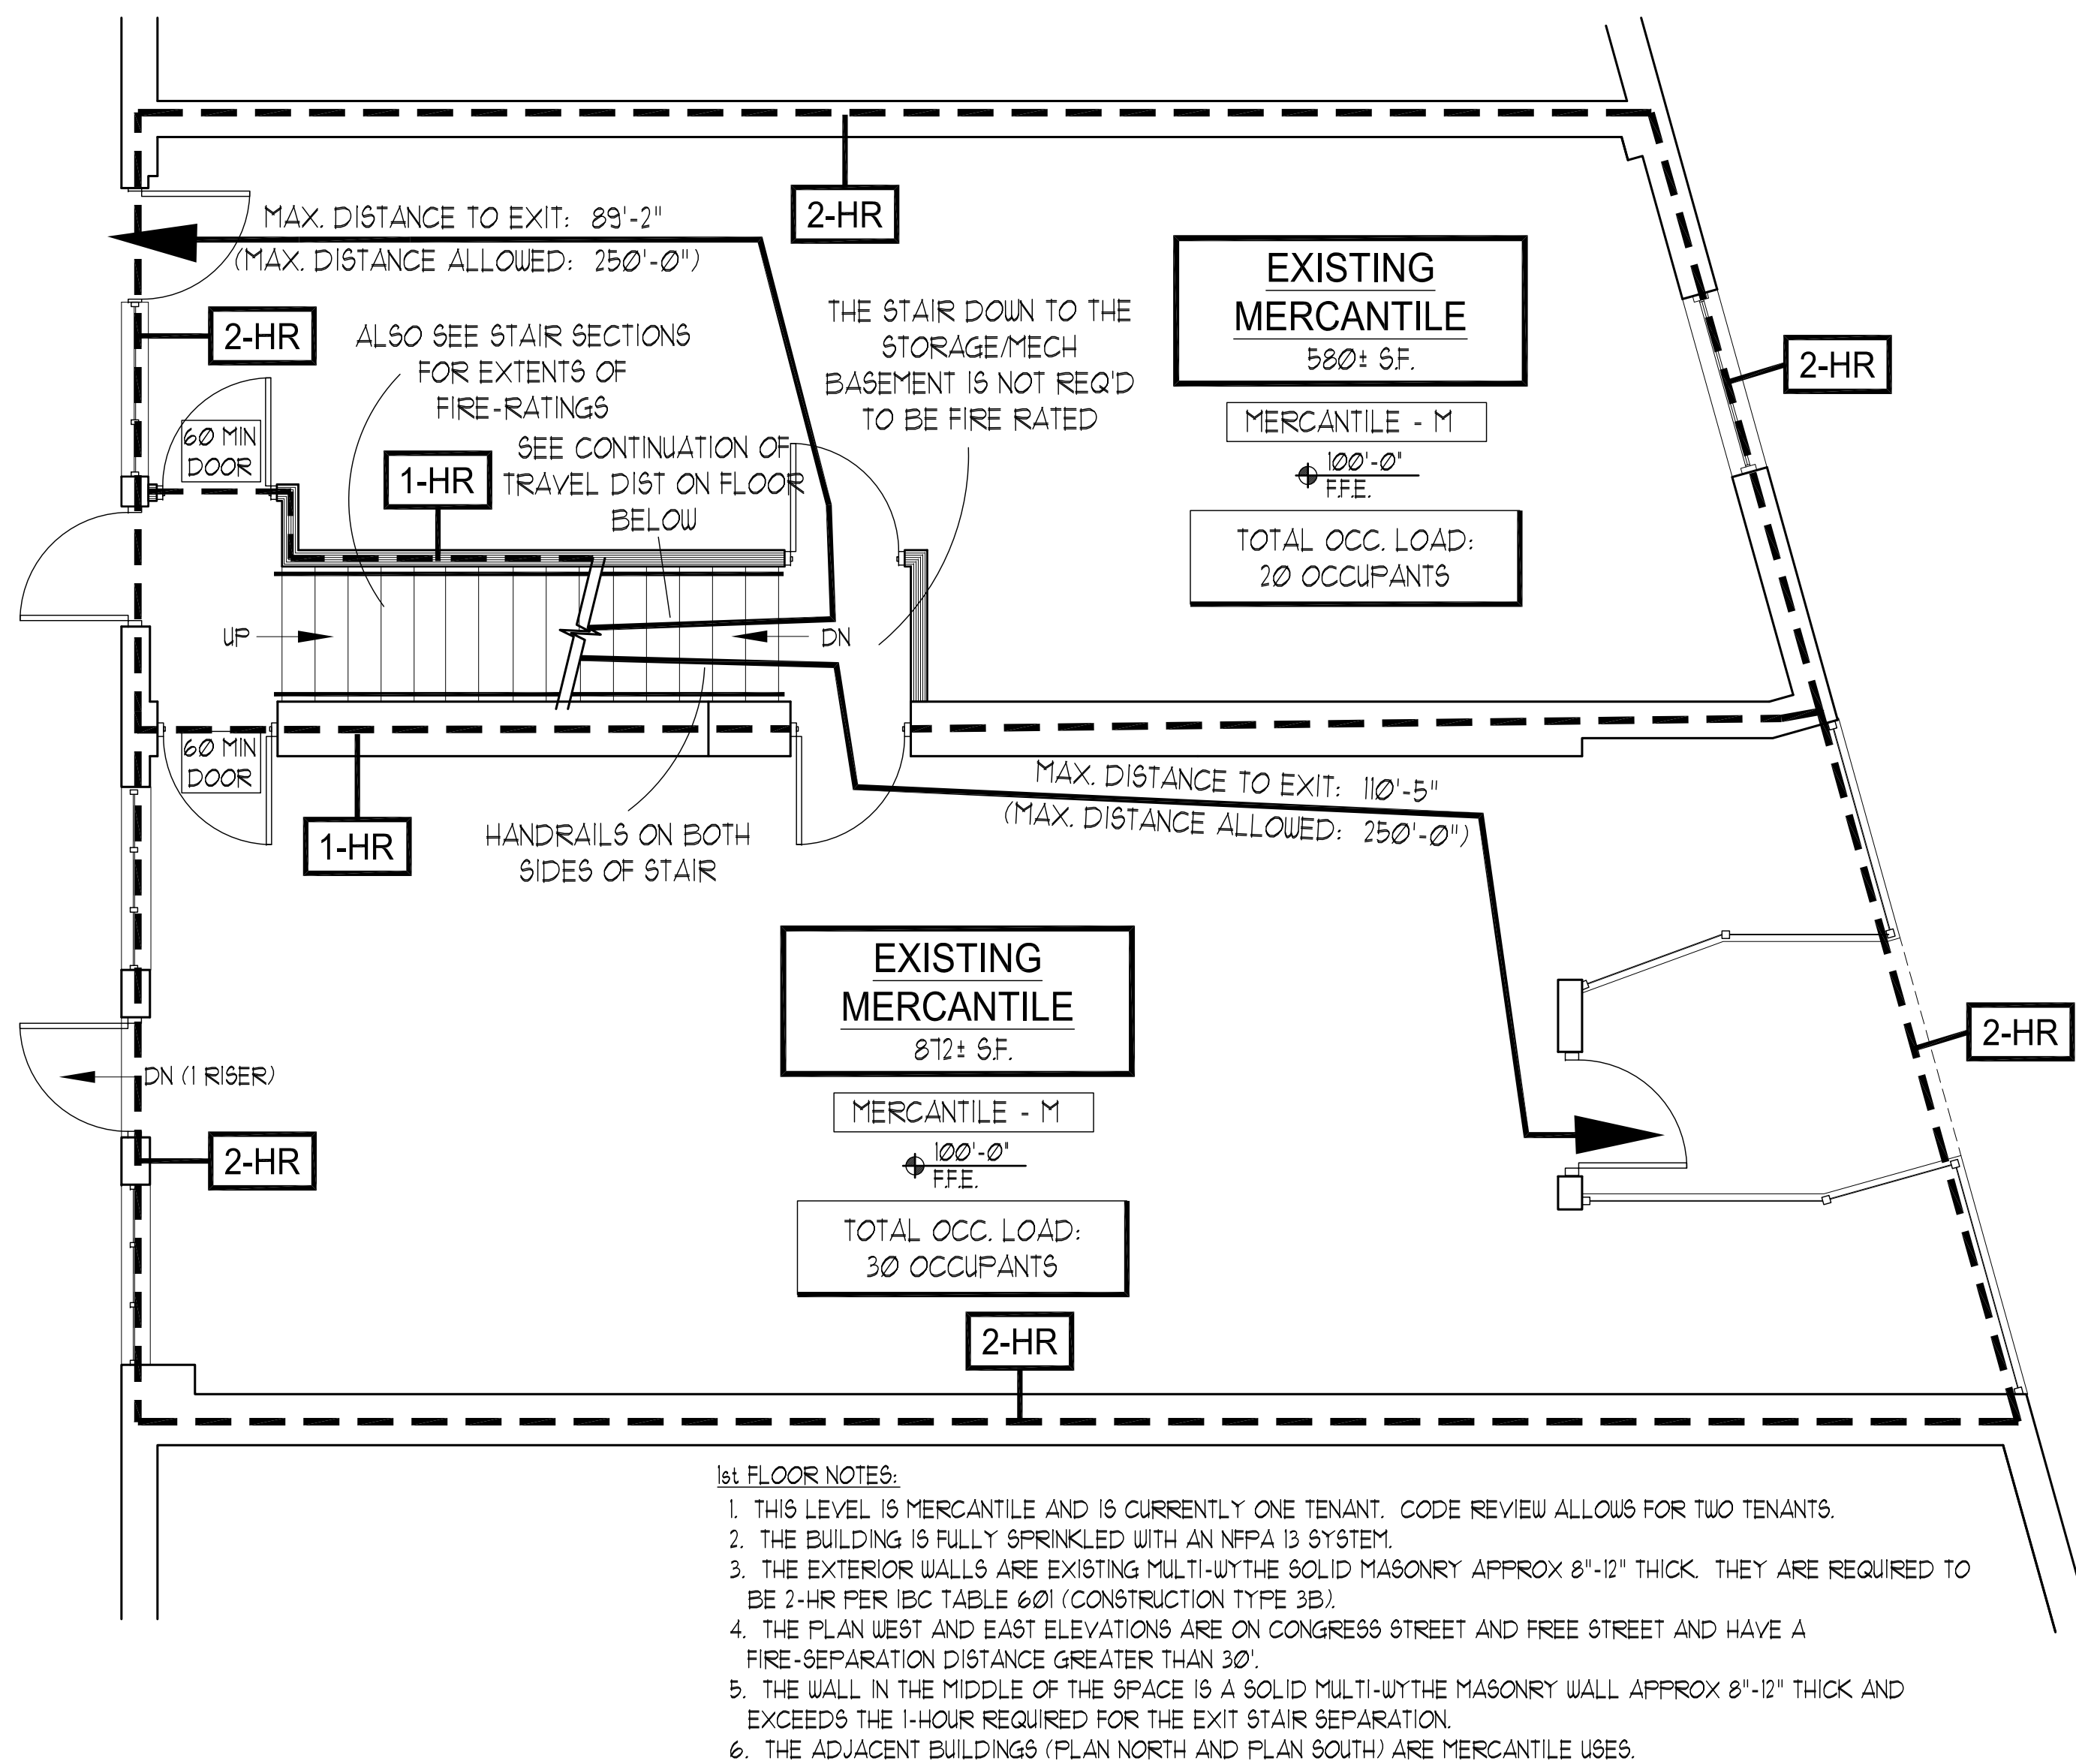 2-HR
MAX. DISTANCE TO EXIT: 89'-2"
(MAX. DISTANCE ALLOWED: 250'-0")
2-HR
ALSO SEE STAIR SECTIONS
FOR EXTENTS OF
FIRE-RATINGS
THE STAIR DOWN TO THE
STORAGE/MECH
BASEMENT IS NOT REQ'D
TO BE FIRE RATED
EXISTING
MERCANTILE
580± S.F.
MERCANTILE - M
100'-0"
F.F.E.
TOTAL OCC. LOAD:
20 OCCUPANTS
2-HR
60 MIN
DOOR
1-HR
SEE CONTINUATION OF
TRAVEL DIST ON FLOOR
BELOW
UP
DN
60 MIN
DOOR
1-HR
HANDRAILS ON BOTH
SIDES OF STAIR
MAX. DISTANCE TO EXIT: 110'-5"
(MAX. DISTANCE ALLOWED: 250'-0")
EXISTING
MERCANTILE
872± S.F.
MERCANTILE - M
100'-0"
F.F.E.
TOTAL OCC. LOAD:
30 OCCUPANTS
2-HR
DN (1 RISER)
2-HR
2-HR
1st FLOOR NOTES:
1. THIS LEVEL IS MERCANTILE AND IS CURRENTLY ONE TENANT. CODE REVIEW ALLOWS FOR TWO TENANTS.
2. THE BUILDING IS FULLY SPRINKLED WITH AN NFPA 13 SYSTEM.
3. THE EXTERIOR WALLS ARE EXISTING MULTI-WYTHE SOLID MASONRY APPROX 8"-12" THICK. THEY ARE REQUIRED TO
BE 2-HR PER IBC TABLE 601 (CONSTRUCTION TYPE 3B).
4. THE PLAN WEST AND EAST ELEVATIONS ARE ON CONGRESS STREET AND FREE STREET AND HAVE A
FIRE-SEPARATION DISTANCE GREATER THAN 30'.
5. THE WALL IN THE MIDDLE OF THE SPACE IS A SOLID MULTI-WYTHE MASONRY WALL APPROX 8"-12" THICK AND
EXCEEDS THE 1-HOUR REQUIRED FOR THE EXIT STAIR SEPARATION.
6. THE ADJACENT BUILDINGS (PLAN NORTH AND PLAN SOUTH) ARE MERCANTILE USES.